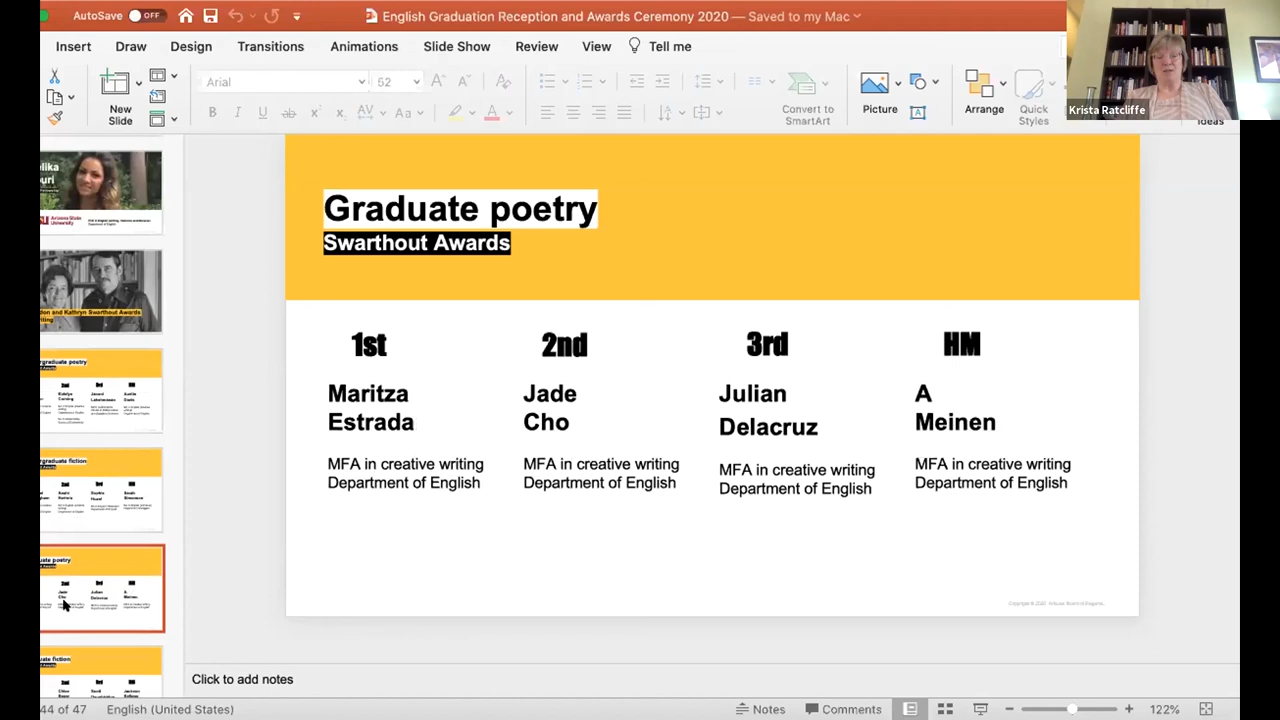 AutoSave OFF English Graduation Reception and Awards Ceremony 2020 — Saved to my Mac
Insert Draw Design Transitions Animations Slide Show Review View Tell me
Arial 52
New Slide
Convert to SmartArt
Picture
Arrange
Quick Styles
Ideas
Krista Ratcliffe
Graduate poetry
Swarthout Awards
1st 2nd 3rd HM
Maritza Estrada
MFA in creative writing
Department of English
Jade Cho
MFA in creative writing
Department of English
Julian Delacruz
MFA in creative writing
Department of English
A Meinen
MFA in creative writing
Department of English
Click to add notes
44 of 47 English (United States) Notes Comments 122%